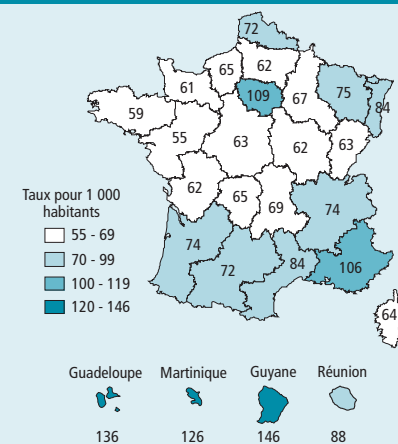 72
65
62
61
109
67
75
84
59
55
63
62
63
62
65
69
74
74
72
84
106
64
Taux pour 1 000
habitants
55 - 69
70 - 99
100 - 119
120 - 146
Guadeloupe Martinique Guyane Réunion
136 126 146 88